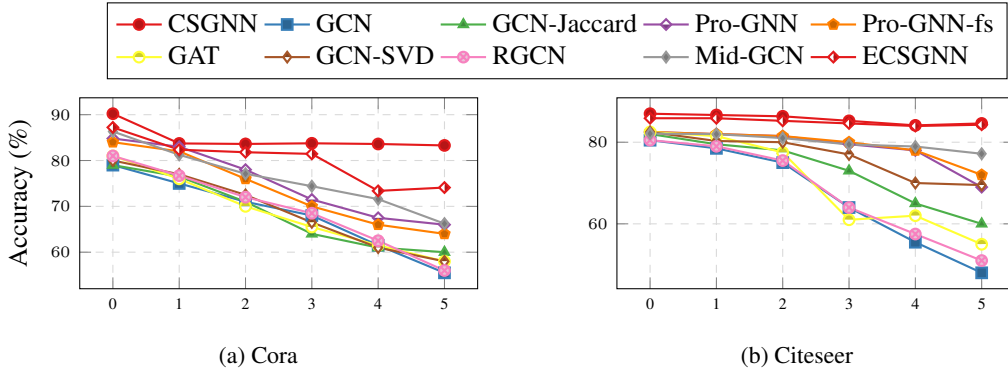 CSGNN GCN GCN-Jaccard Pro-GNN Pro-GNN-fs
GAT GCN-SVD RGCN Mid-GCN ECSGNN
Accuracy (%)
90
80
70
60
0 1 2 3 4 5
(a) Cora
80
60
0 1 2 3 4 5
(b) Citeseer